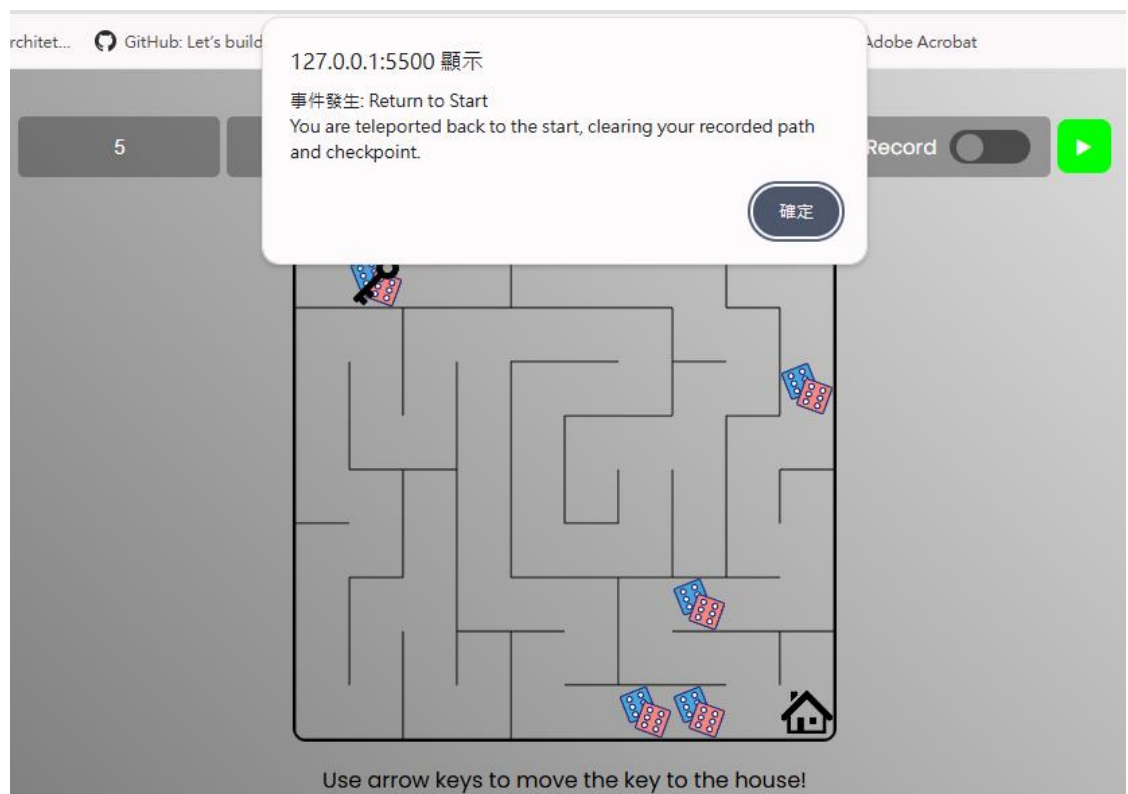 rchitet...
GitHub: Let's build
Adobe Acrobat
127.0.0.1:5500 顯示
事件發生: Return to Start
You are teleported back to the start, clearing your recorded path
and checkpoint.
確定
5
Record
Use arrow keys to move the key to the house!